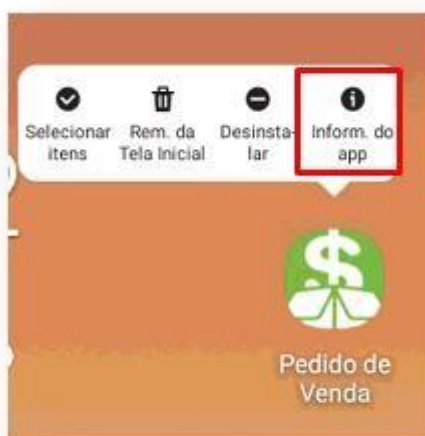 Selecionar Rem. da Desinsta- Inform. do
itens Tela Inicial lar app
Pedido de
Venda